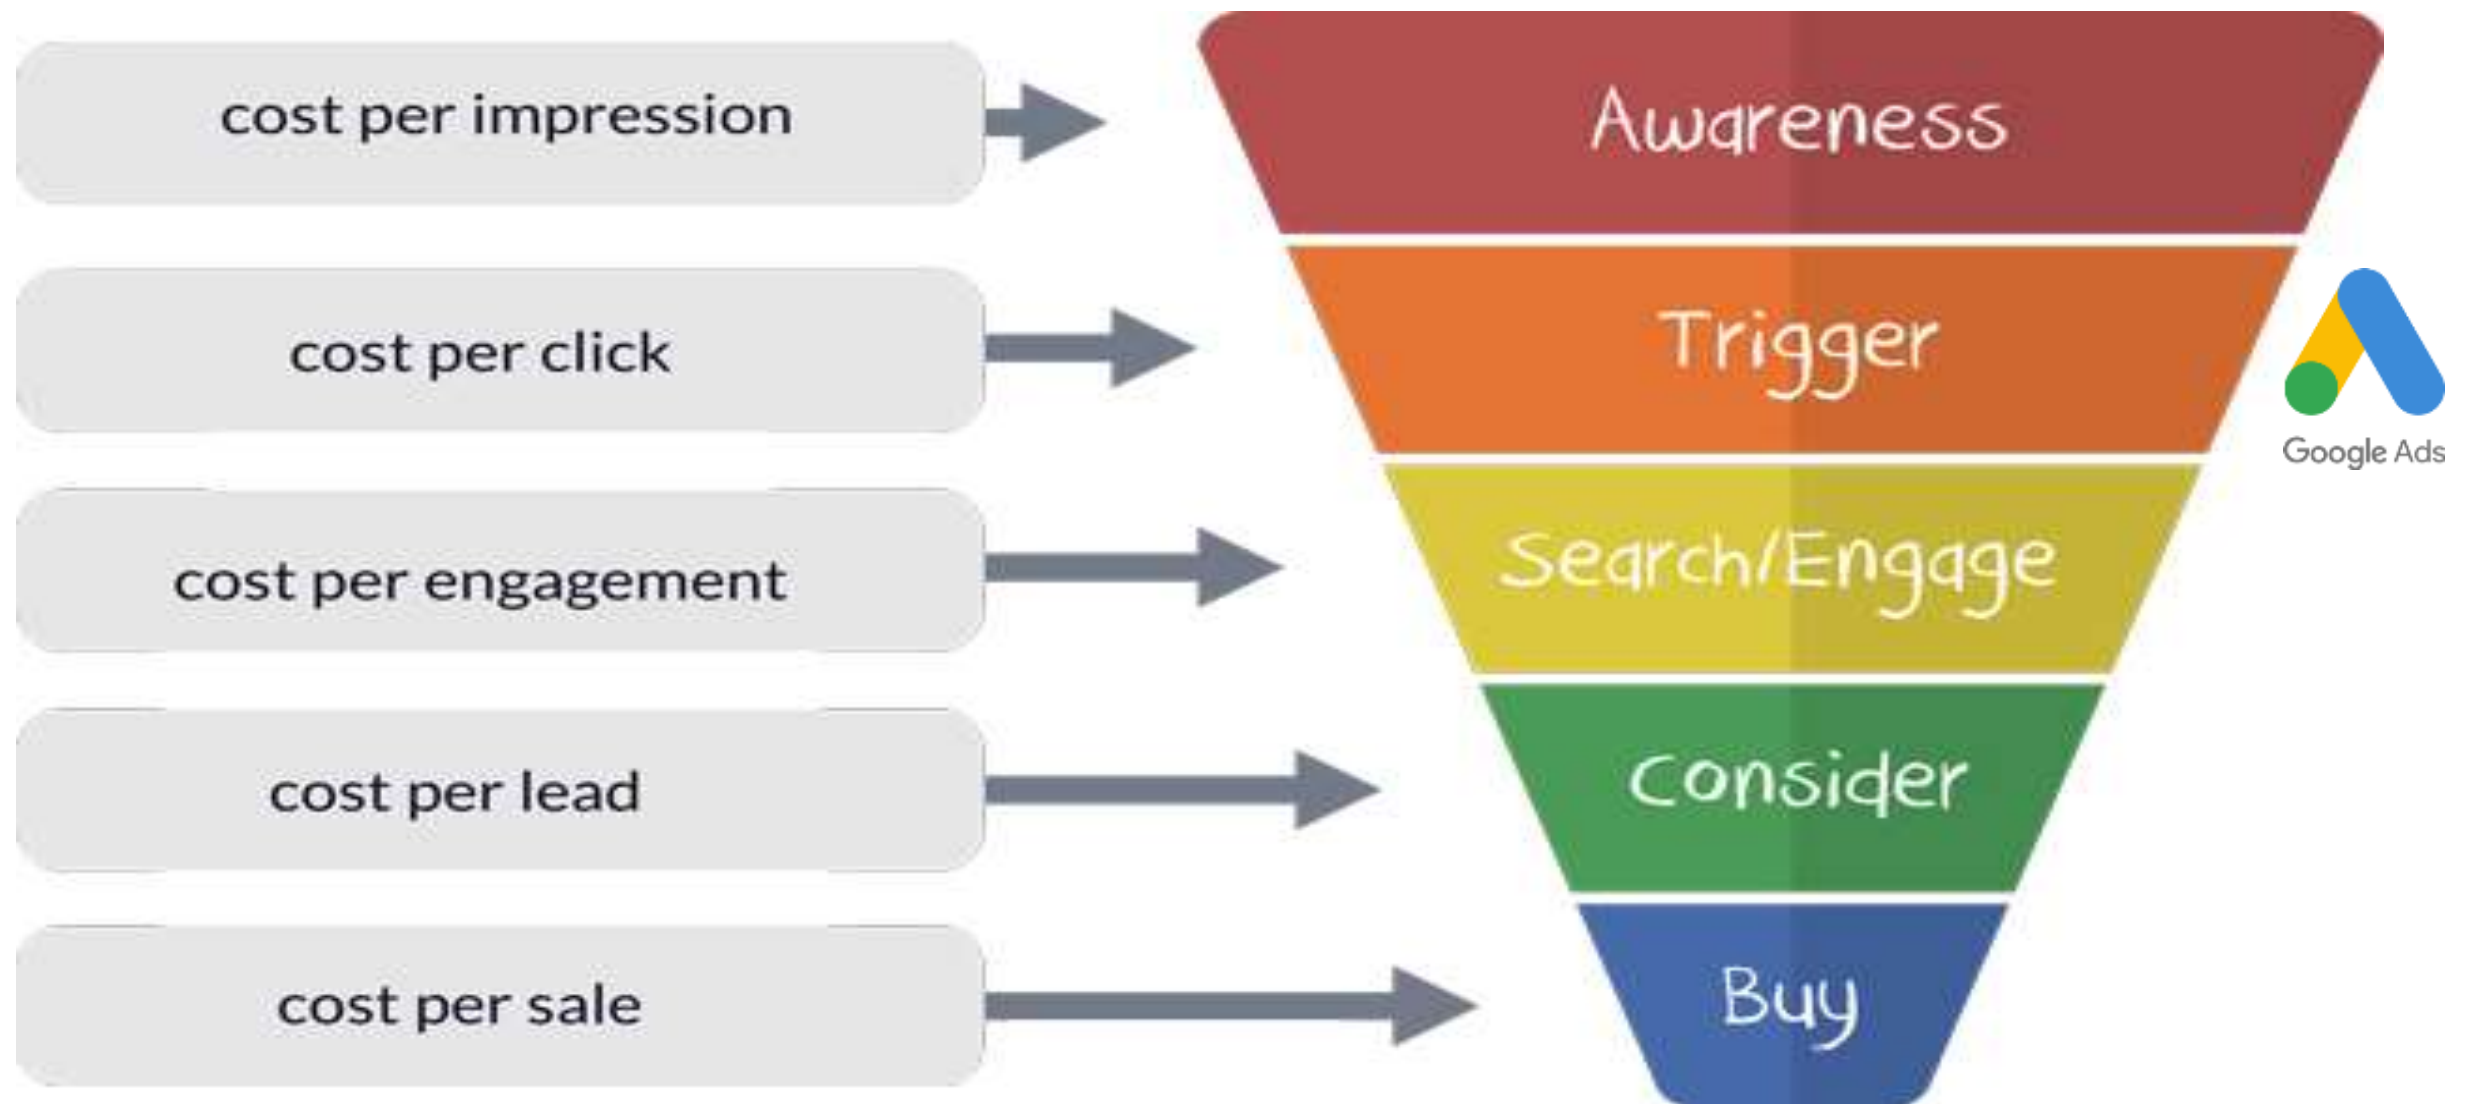 cost per impression
Awareness
cost per click
Trigger
Google Ads
cost per engagement
Search/Engage
cost per lead
Consider
cost per sale
Buy